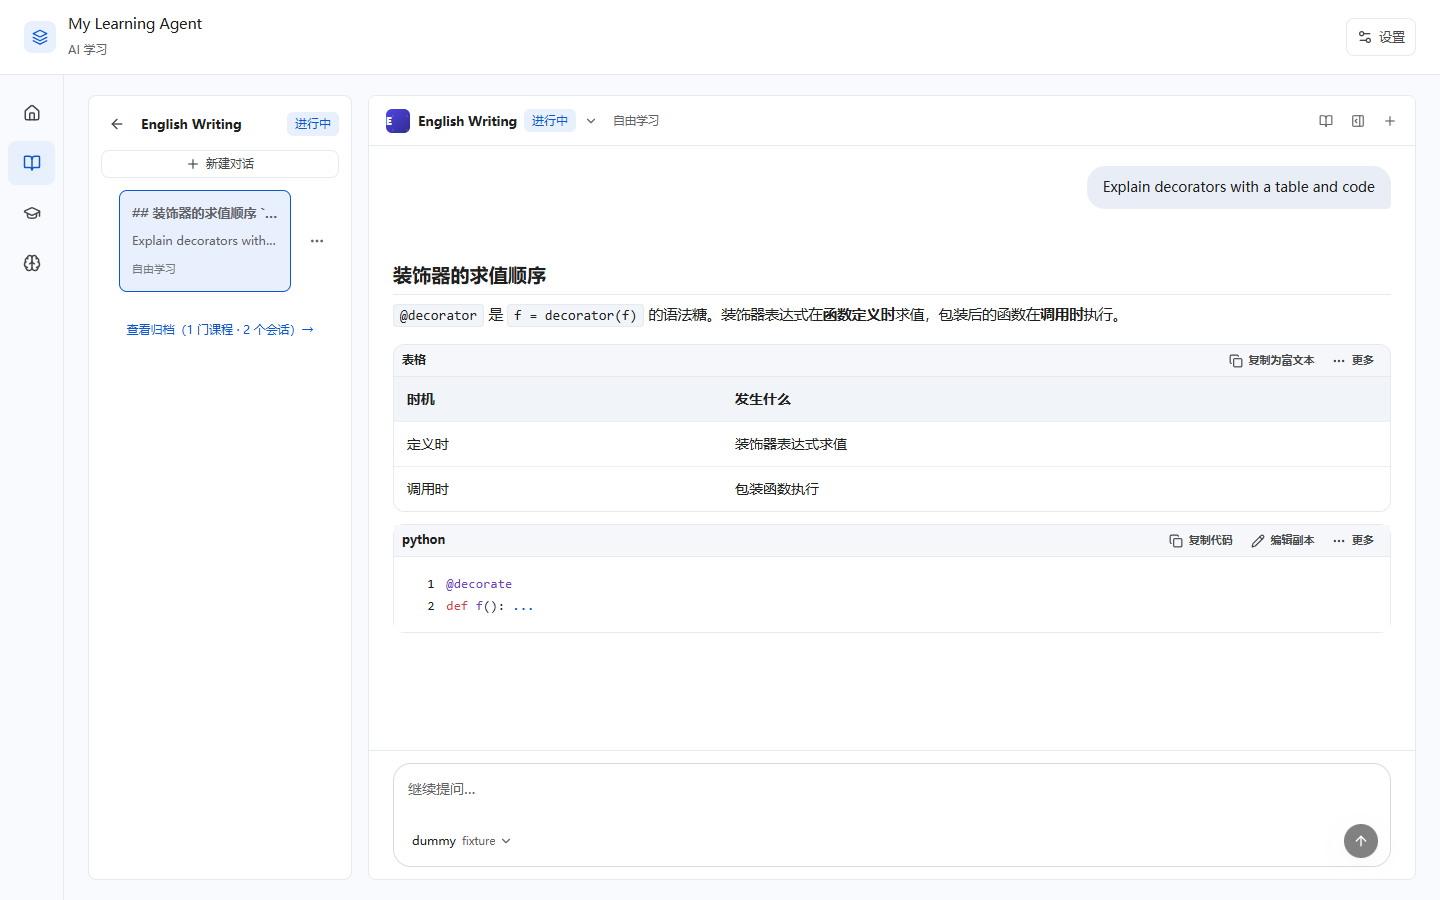 My Learning Agent
AI 学习
设置
English Writing
进行中
新建对话
## 装饰器的求值顺序 `...
Explain decorators with...
自由学习
查看归档（1 门课程 · 2 个会话）→
E
English Writing
进行中
自由学习
Explain decorators with a table and code
装饰器的求值顺序
@decorator 是 f = decorator(f) 的语法糖。装饰器表达式在函数定义时求值，包装后的函数在调用时执行。
表格
复制为富文本
更多
时机 发生什么
定义时 装饰器表达式求值
调用时 包装函数执行
python
复制代码
编辑副本
更多
1 @decorate
2 def f(): ...
继续提问...
dummy fixture